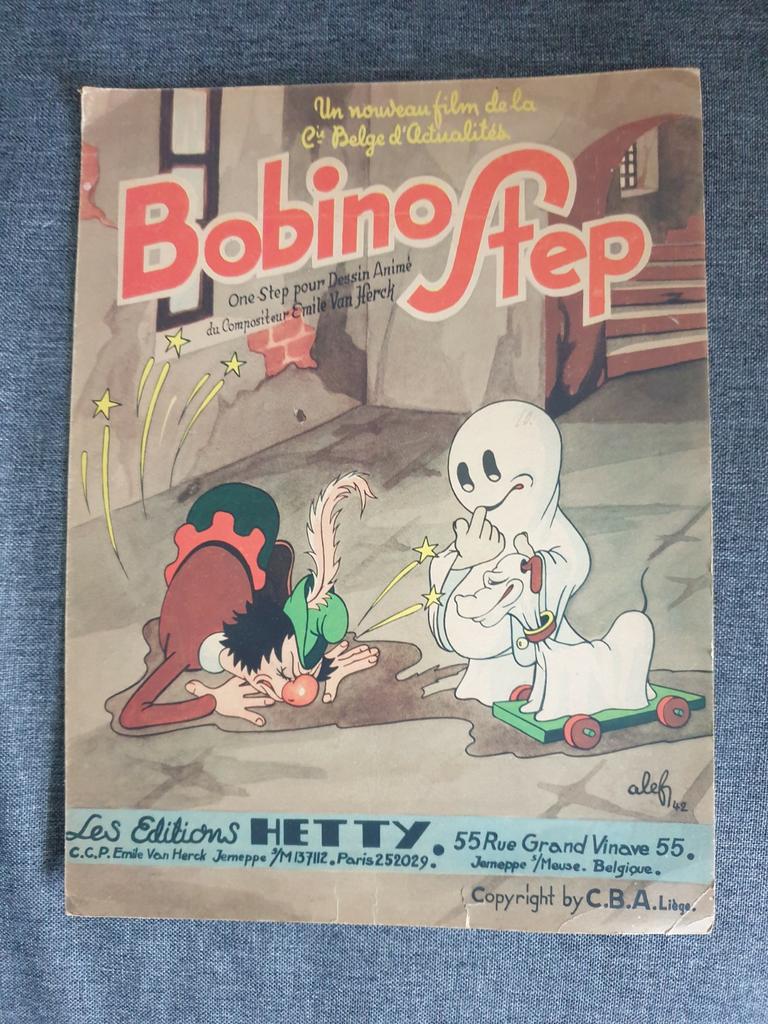 Un nouveau film de la
Cie Belge d'Actualités
Bobino Step
One-Step pour Dessin Animé
du Compositeur Emile Van Herck
alef
42
Les Editions HETTY. 55 Rue Grand Vinave 55.
C.C.P. Emile Van Herck Jemeppe s/M 137112. Paris 252029. Jemeppe s/Meuse. Belgique.
Copyright by C.B.A. Liège.